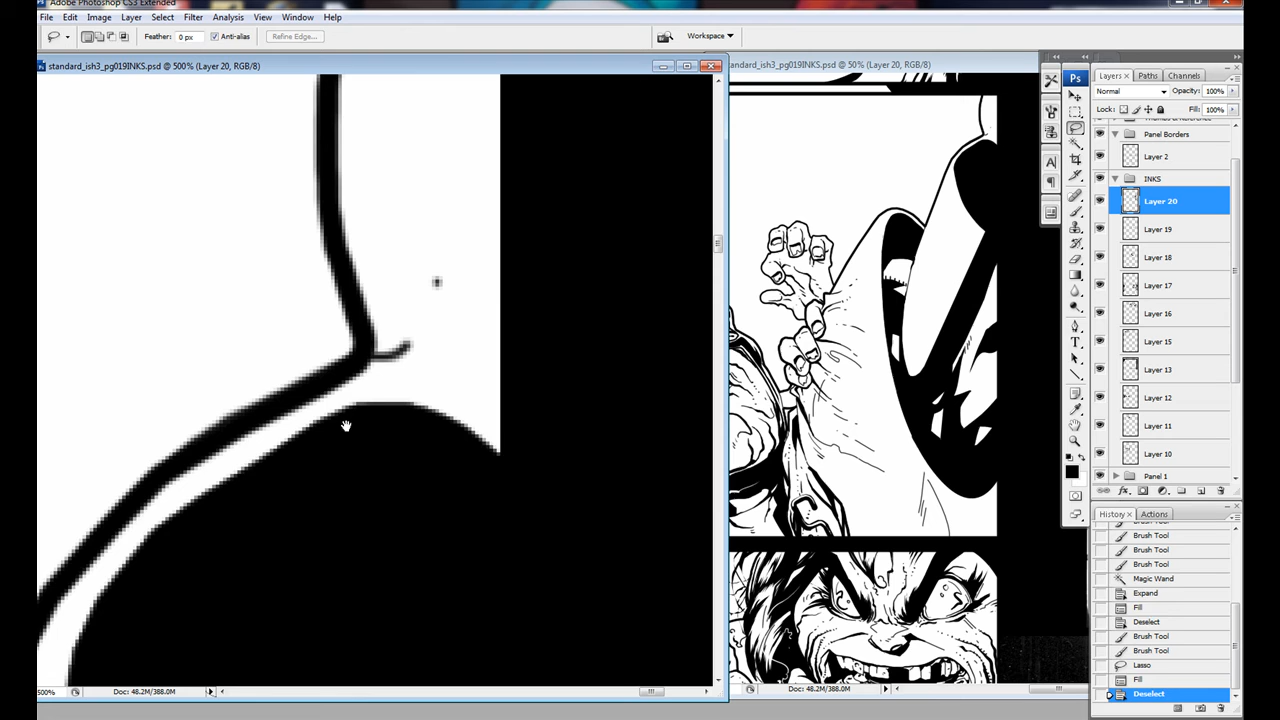 Adobe Photoshop CS3 Extended
File Edit Image Layer Select Filter Analysis View Window Help
Feather: 0 px Anti-alias Refine Edge... Workspace
standard_ish3_pg019INKS.psd @ 500% (Layer 20, RGB/8)
standard_ish3_pg019INKS.psd @ 50% (Layer 20, RGB/8)
Ps
Layers Paths Channels
Normal Opacity: 100%
Lock: Fill: 100%
Panel Borders
Layer 2
INKS
Layer 20
Layer 19
Layer 18
Layer 17
Layer 16
Layer 15
Layer 13
Layer 12
Layer 11
Layer 10
Panel 1
History Actions
Brush Tool
Brush Tool
Brush Tool
Brush Tool
Magic Wand
Expand
Fill
Deselect
Brush Tool
Brush Tool
Lasso
Fill
Deselect
500% Doc: 48.2M/388.0M
Doc: 48.2M/388.0M